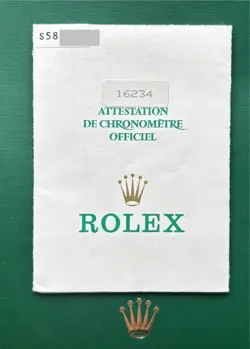 S58
16234
ATTESTATION
DE CHRONOMÈTRE
OFFICIEL
ROLEX